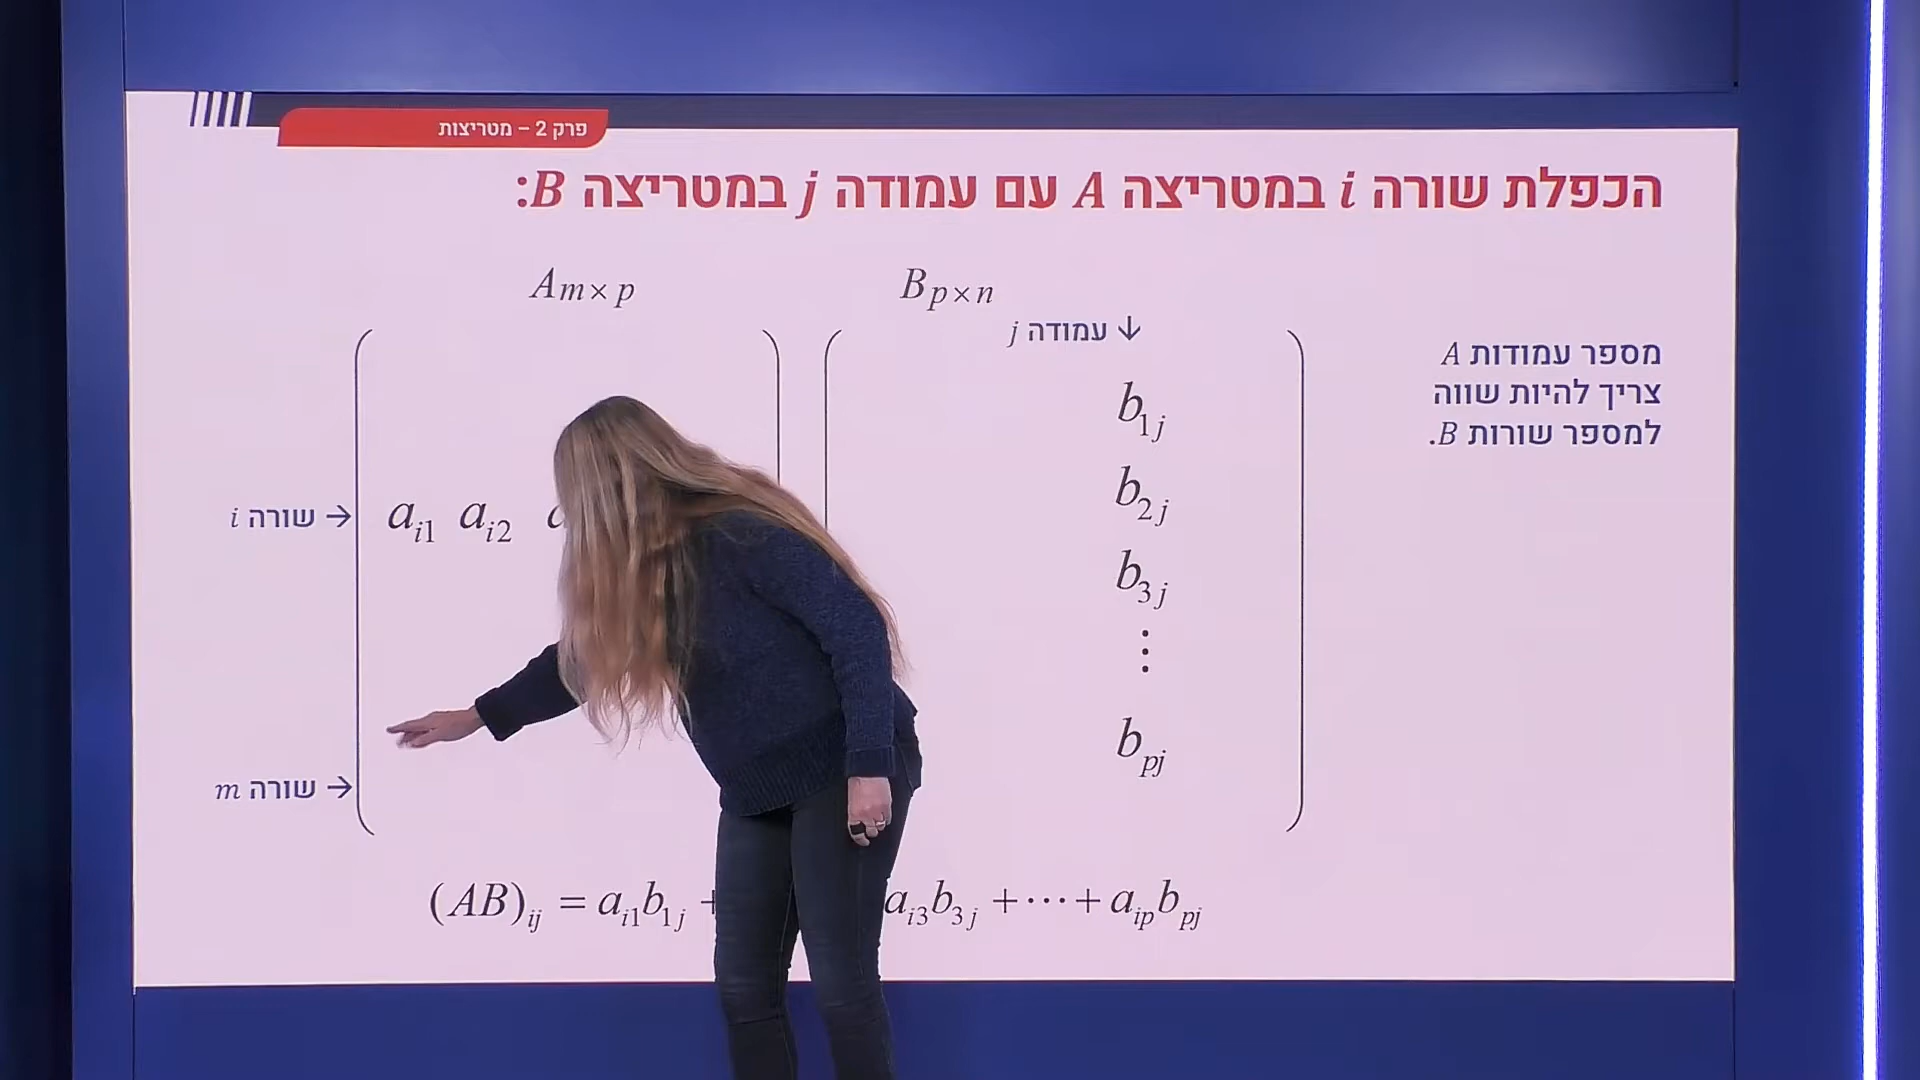 פרק 2 – מטריצות
הכפלת שורה i במטריצה A עם עמודה j במטריצה B:
A m×p
B p×n
עמודה j ↓
מספר עמודות A
צריך להיות שווה
למספר שורות B.
b1j
b2j
שורה i → ai1 ai2
b3j
⋮
bpj
שורה m →
(AB)ij = ai1b1j + ai3b3j +⋯+ aipbpj